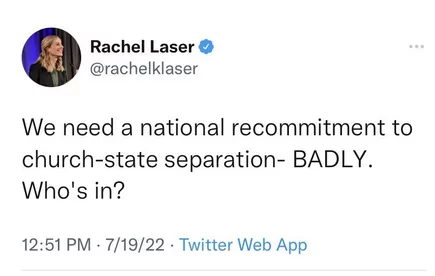 Rachel Laser
@rachelklaser
We need a national recommitment to
church-state separation- BADLY.
Who's in?
12:51 PM · 7/19/22 · Twitter Web App